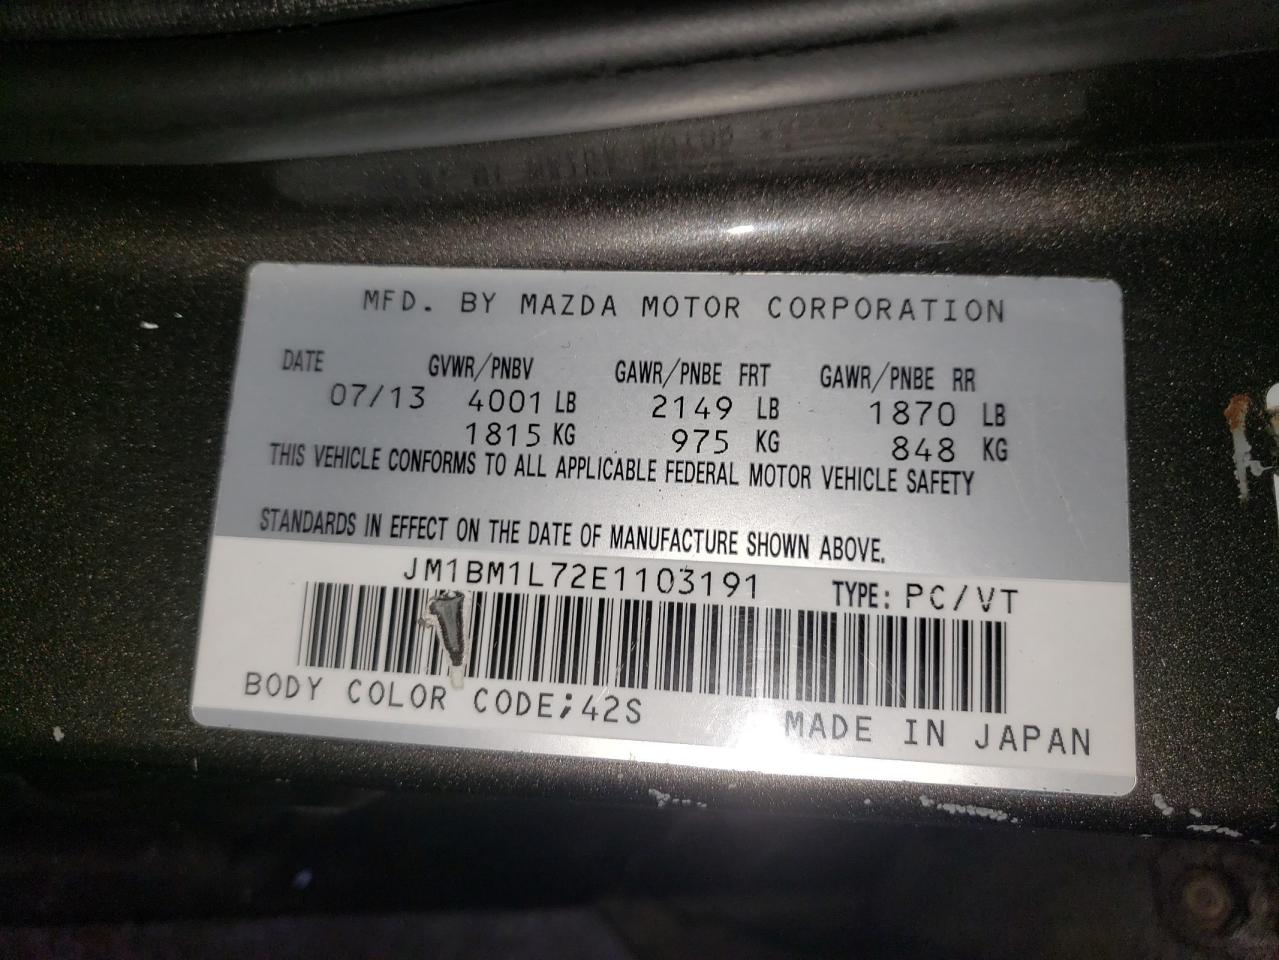 MFD. BY MAZDA MOTOR CORPORATION
DATE GVWR/PNBV GAWR/PNBE FRT GAWR/PNBE RR
07/13 4001 LB 2149 LB 1870 LB
1815 KG 975 KG 848 KG
THIS VEHICLE CONFORMS TO ALL APPLICABLE FEDERAL MOTOR VEHICLE SAFETY
STANDARDS IN EFFECT ON THE DATE OF MANUFACTURE SHOWN ABOVE.
JM1BM1L72E1103191 TYPE: PC/VT
BODY COLOR CODE;42S
MADE IN JAPAN